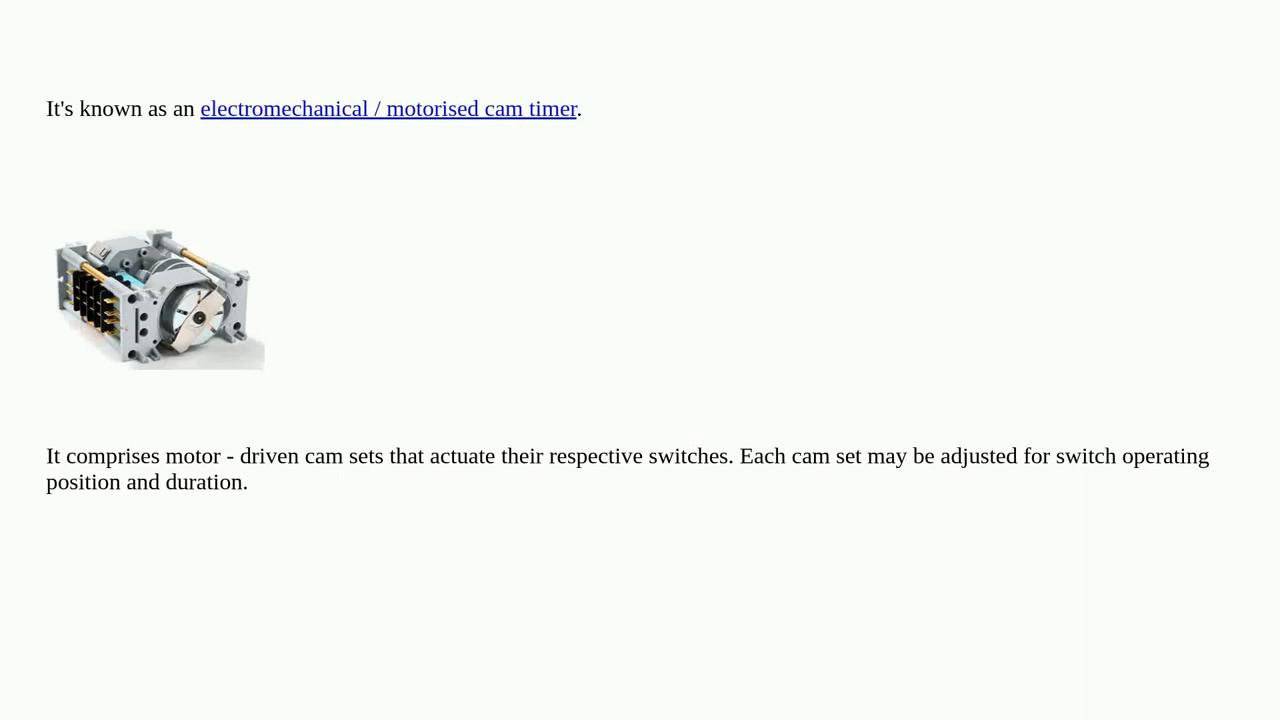 It's known as an electromechanical / motorised cam timer.
It comprises motor - driven cam sets that actuate their respective switches. Each cam set may be adjusted for switch operating
position and duration.